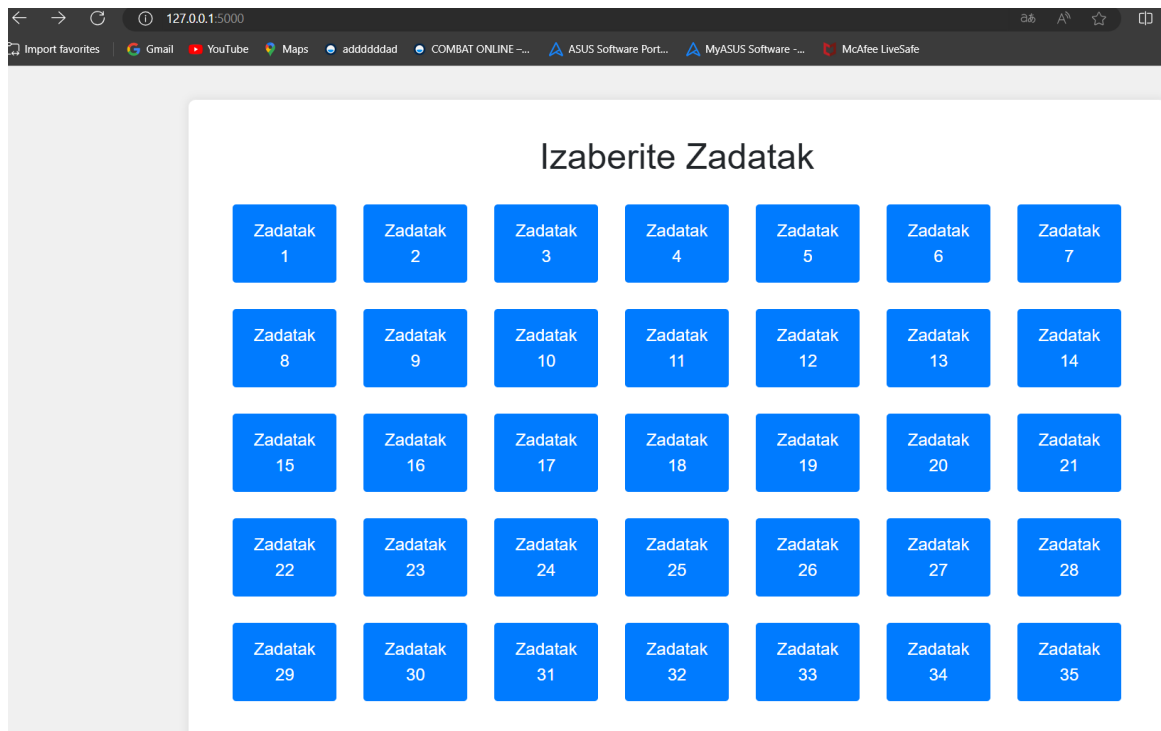 127.0.0.1:5000
Import favorites Gmail YouTube Maps adddddad COMBAT ONLINE –... ASUS Software Port... MyASUS Software -... McAfee LiveSafe
Izaberite Zadatak
Zadatak 1
Zadatak 2
Zadatak 3
Zadatak 4
Zadatak 5
Zadatak 6
Zadatak 7
Zadatak 8
Zadatak 9
Zadatak 10
Zadatak 11
Zadatak 12
Zadatak 13
Zadatak 14
Zadatak 15
Zadatak 16
Zadatak 17
Zadatak 18
Zadatak 19
Zadatak 20
Zadatak 21
Zadatak 22
Zadatak 23
Zadatak 24
Zadatak 25
Zadatak 26
Zadatak 27
Zadatak 28
Zadatak 29
Zadatak 30
Zadatak 31
Zadatak 32
Zadatak 33
Zadatak 34
Zadatak 35